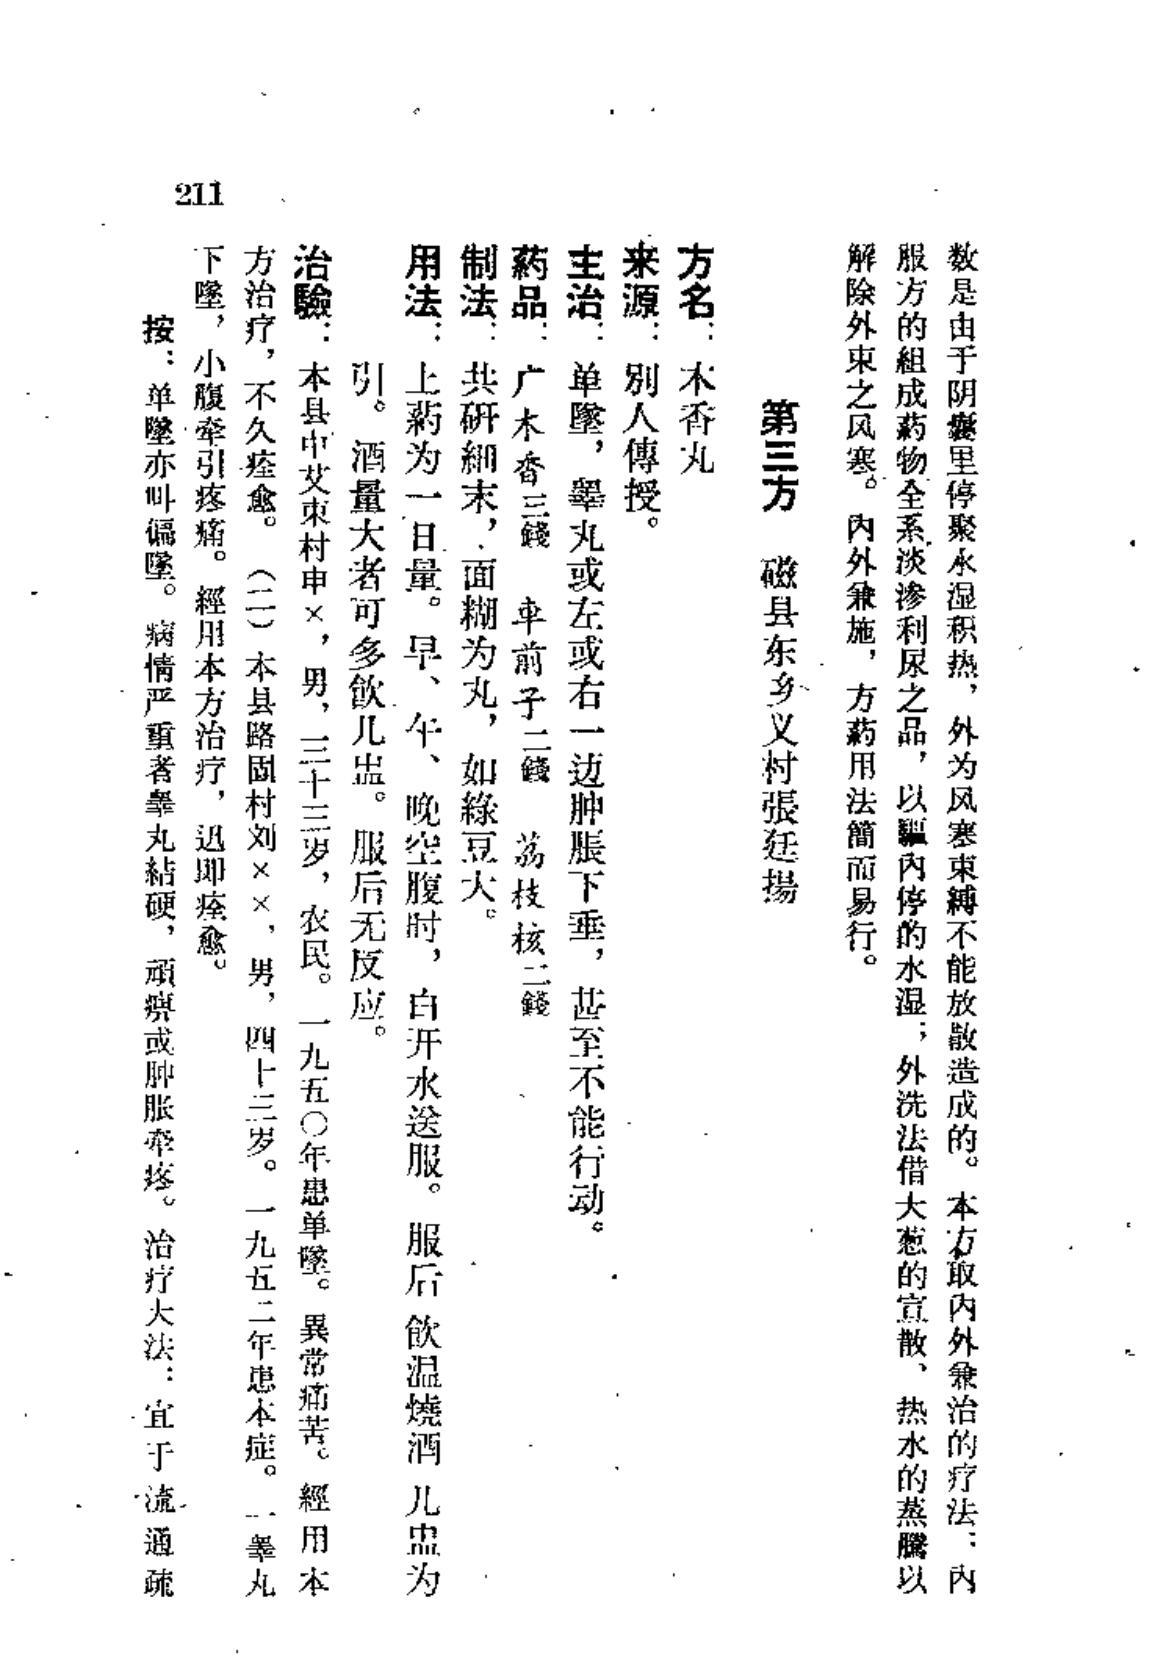 数是由于阴囊里停聚水湿积热，外为风寒束縛不能放散造成的。本方取内外兼治的疗法：内
服方的組成葯物全系淡滲利尿之品，以驅内停的水湿；外洗法借大葱的宣散、热水的蒸騰以
解除外束之风寒。内外兼施，方葯用法簡而易行。
第三方　磁县东乡义村張廷揚
方名：木香丸
来源：別人傳授。
主治：单墜，睾丸或左或右一边肿脹下垂，甚至不能行动。
葯品：广木香三錢　車前子二錢　荔枝核二錢
制法：共研細末，面糊为丸，如綠豆大。
用法：上葯为一日量。早、午、晚空腹时，白开水送服。服后飲温燒酒几盅为
引。酒量大者可多飲几盅。服后无反应。
治驗：本县中艾束村申×，男，三十三岁，农民。一九五〇年患单墜。異常痛苦。經用本
方治疗，不久痊愈。（二）本县路固村刘××，男，四十三岁。一九五二年患本症。一睾丸
下墜，小腹牵引疼痛。經用本方治疗，迅即痊愈。
按：单墜亦叫偏墜。病情严重者睾丸結硬，頑痹或肿胀牵疼。治疗大法：宜于流通疏
211